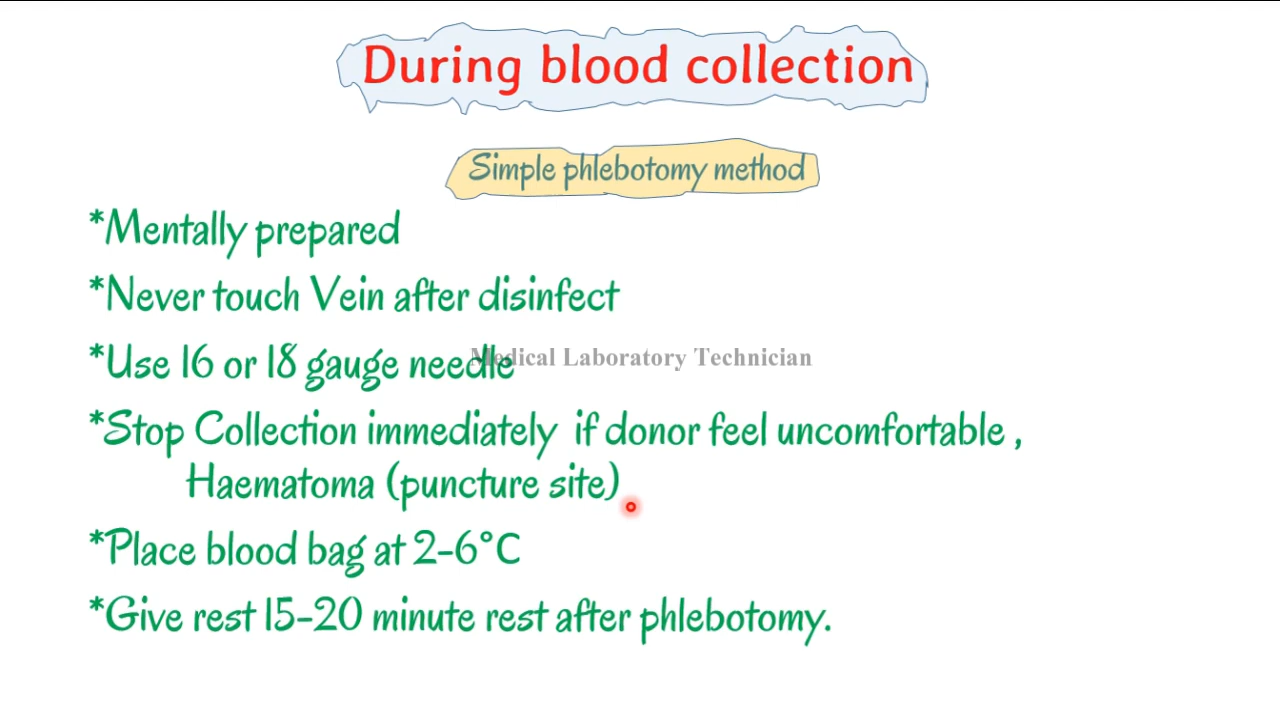 During blood collection
Simple phlebotomy method
*Mentally prepared
*Never touch Vein after disinfect
*Use 16 or 18 gauge needle
Medical Laboratory Technician
*Stop Collection immediately if donor feel uncomfortable ,
Haematoma (puncture site)
*Place blood bag at 2-6°C
*Give rest 15-20 minute rest after phlebotomy.